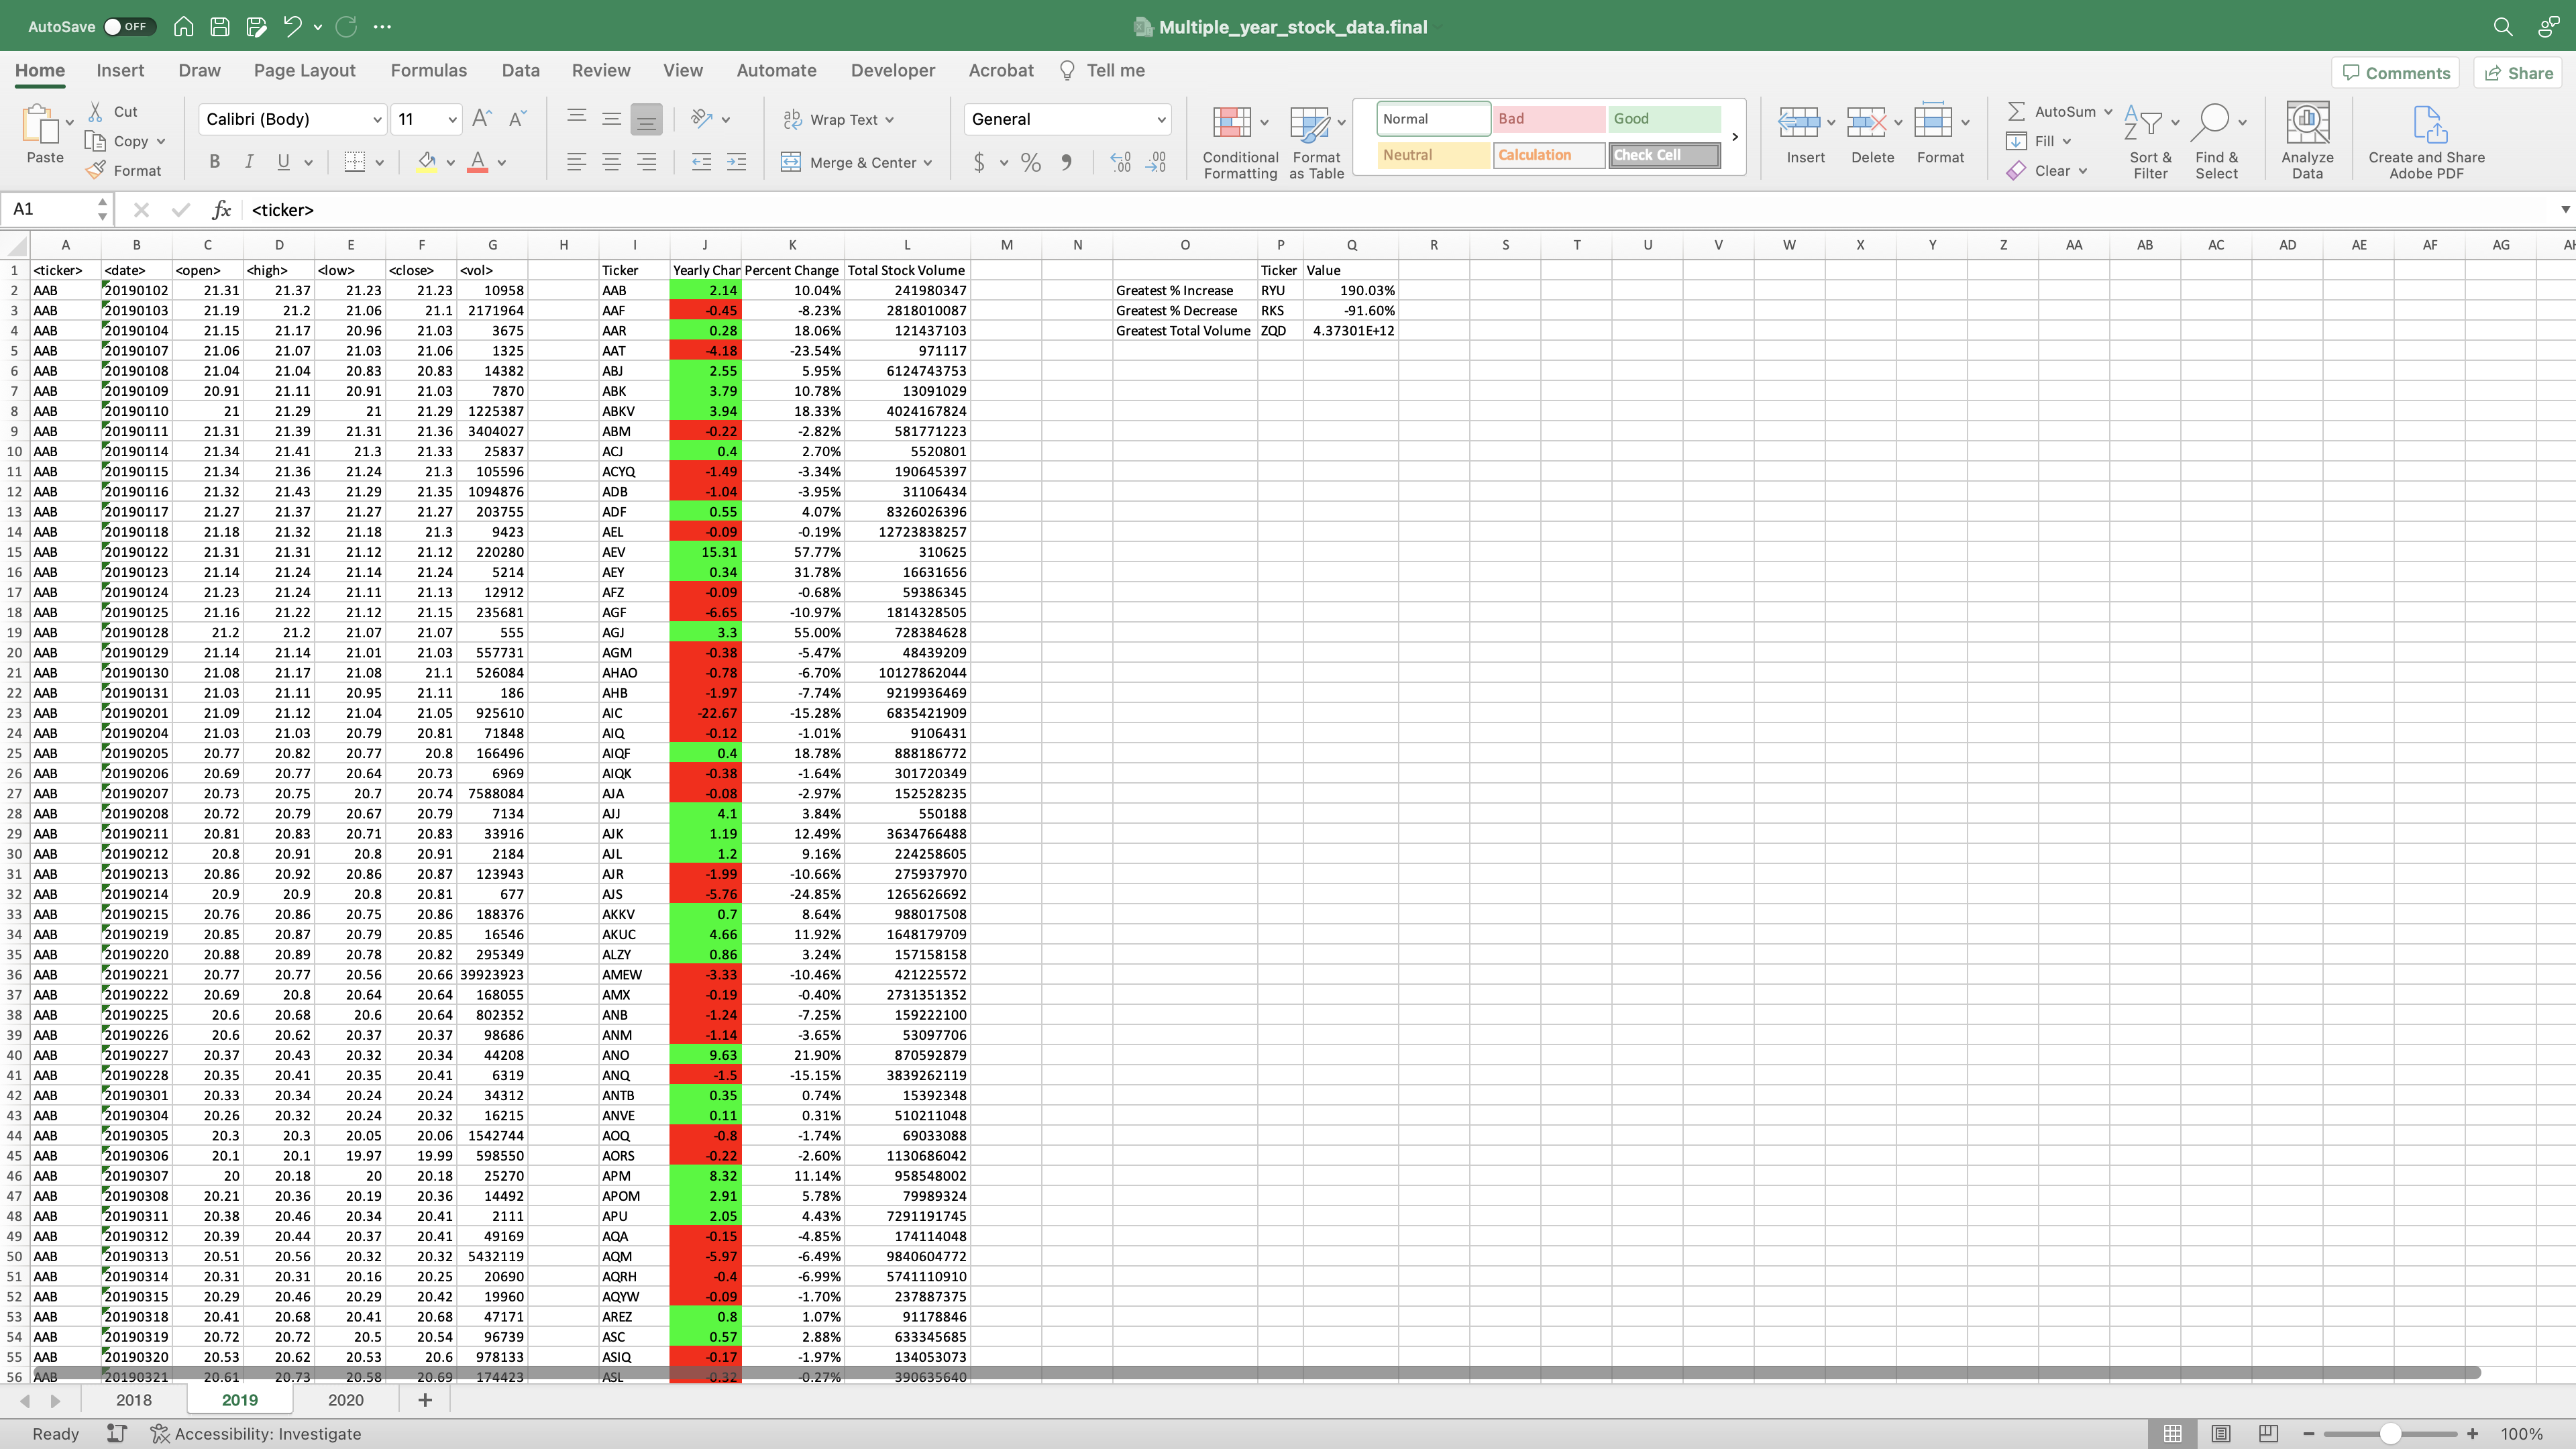 AutoSave OFF Multiple_year_stock_data.final
Home Insert Draw Page Layout Formulas Data Review View Automate Developer Acrobat Tell me Comments Share
Paste Cut Copy Format
Calibri (Body) 11 B I U A
Wrap Text Merge & Center
General $ %
Conditional Formatting Format as Table
Normal Bad Good
Neutral Calculation Check Cell
Insert Delete Format
AutoSum Fill Clear
Sort & Filter Find & Select Analyze Data Create and Share Adobe PDF
A1 fx <ticker>
A B C D E F G H I J K L M N O P Q R S T U V W X Y Z AA AB AC AD AE AF AG
1 <ticker> <date> <open> <high> <low> <close> <vol> Ticker Yearly Char Percent Change Total Stock Volume Ticker Value
2 AAB 20190102 21.31 21.37 21.23 21.23 10958 AAB 2.14 10.04% 241980347 Greatest % Increase RYU 190.03%
3 AAB 20190103 21.19 21.2 21.06 21.1 2171964 AAF -0.45 -8.23% 2818010087 Greatest % Decrease RKS -91.60%
4 AAB 20190104 21.15 21.17 20.96 21.03 3675 AAR 0.28 18.06% 121437103 Greatest Total Volume ZQD 4.37301E+12
5 AAB 20190107 21.06 21.07 21.03 21.06 1325 AAT -4.18 -23.54% 971117
6 AAB 20190108 21.04 21.04 20.83 20.83 14382 ABJ 2.55 5.95% 6124743753
7 AAB 20190109 20.91 21.11 20.91 21.03 7870 ABK 3.79 10.78% 13091029
8 AAB 20190110 21 21.29 21 21.29 1225387 ABKV 3.94 18.33% 4024167824
9 AAB 20190111 21.31 21.39 21.31 21.36 3404027 ABM -0.22 -2.82% 581771223
10 AAB 20190114 21.34 21.41 21.3 21.33 25837 ACJ 0.4 2.70% 5520801
11 AAB 20190115 21.34 21.36 21.24 21.3 105596 ACYQ -1.49 -3.34% 190645397
12 AAB 20190116 21.32 21.43 21.29 21.35 1094876 ADB -1.04 -3.95% 31106434
13 AAB 20190117 21.27 21.37 21.27 21.27 203755 ADF 0.55 4.07% 8326026396
14 AAB 20190118 21.18 21.32 21.18 21.3 9423 AEL -0.09 -0.19% 12723838257
15 AAB 20190122 21.31 21.31 21.12 21.12 220280 AEV 15.31 57.77% 310625
16 AAB 20190123 21.14 21.24 21.14 21.24 5214 AEY 0.34 31.78% 16631656
17 AAB 20190124 21.23 21.24 21.11 21.13 12912 AFZ -0.09 -0.68% 59386345
18 AAB 20190125 21.16 21.22 21.12 21.15 235681 AGF -6.65 -10.97% 1814328505
19 AAB 20190128 21.2 21.2 21.07 21.07 555 AGJ 3.3 55.00% 728384628
20 AAB 20190129 21.14 21.14 21.01 21.03 557731 AGM -0.38 -5.47% 48439209
21 AAB 20190130 21.08 21.17 21.08 21.1 526084 AHAO -0.78 -6.70% 10127862044
22 AAB 20190131 21.03 21.11 20.95 21.11 186 AHB -1.97 -7.74% 9219936469
23 AAB 20190201 21.09 21.12 21.04 21.05 925610 AIC -22.67 -15.28% 6835421909
24 AAB 20190204 21.03 21.03 20.79 20.81 71848 AIQ -0.12 -1.01% 9106431
25 AAB 20190205 20.77 20.82 20.77 20.8 166496 AIQF 0.4 18.78% 888186772
26 AAB 20190206 20.69 20.77 20.64 20.73 6969 AIQK -0.38 -1.64% 301720349
27 AAB 20190207 20.73 20.75 20.7 20.74 7588084 AJA -0.08 -2.97% 152528235
28 AAB 20190208 20.72 20.79 20.67 20.79 7134 AJJ 4.1 3.84% 550188
29 AAB 20190211 20.81 20.83 20.71 20.83 33916 AJK 1.19 12.49% 3634766488
30 AAB 20190212 20.8 20.91 20.8 20.91 2184 AJL 1.2 9.16% 224258605
31 AAB 20190213 20.86 20.92 20.86 20.87 123943 AJR -1.99 -10.66% 275937970
32 AAB 20190214 20.9 20.9 20.8 20.81 677 AJS -5.76 -24.85% 1265626692
33 AAB 20190215 20.76 20.86 20.75 20.86 188376 AKKV 0.7 8.64% 988017508
34 AAB 20190219 20.85 20.87 20.79 20.85 16546 AKUC 4.66 11.92% 1648179709
35 AAB 20190220 20.88 20.89 20.78 20.82 295349 ALZY 0.86 3.24% 157158158
36 AAB 20190221 20.77 20.77 20.56 20.66 39923923 AMEW -3.33 -10.46% 421225572
37 AAB 20190222 20.69 20.8 20.64 20.64 168055 AMX -0.19 -0.40% 2731351352
38 AAB 20190225 20.6 20.68 20.6 20.64 802352 ANB -1.24 -7.25% 159222100
39 AAB 20190226 20.6 20.62 20.37 20.37 98686 ANM -1.14 -3.65% 53097706
40 AAB 20190227 20.37 20.43 20.32 20.34 44208 ANO 9.63 21.90% 870592879
41 AAB 20190228 20.35 20.41 20.35 20.41 6319 ANQ -1.5 -15.15% 3839262119
42 AAB 20190301 20.33 20.34 20.24 20.24 34312 ANTB 0.35 0.74% 15392348
43 AAB 20190304 20.26 20.32 20.24 20.32 16215 ANVE 0.11 0.31% 510211048
44 AAB 20190305 20.3 20.3 20.05 20.06 1542744 AOQ -0.8 -1.74% 69033088
45 AAB 20190306 20.1 20.1 19.97 19.99 598550 AORS -0.22 -2.60% 1130686042
46 AAB 20190307 20 20.18 20 20.18 25270 APM 8.32 11.14% 958548002
47 AAB 20190308 20.21 20.36 20.19 20.36 14492 APOM 2.91 5.78% 79989324
48 AAB 20190311 20.38 20.46 20.34 20.41 2111 APU 2.05 4.43% 7291191745
49 AAB 20190312 20.39 20.44 20.37 20.41 49169 AQA -0.15 -4.85% 174114048
50 AAB 20190313 20.51 20.56 20.32 20.32 5432119 AQM -5.97 -6.49% 9840604772
51 AAB 20190314 20.31 20.31 20.16 20.25 20690 AQRH -0.4 -6.99% 5741110910
52 AAB 20190315 20.29 20.46 20.29 20.42 19960 AQYW -0.09 -1.70% 237887375
53 AAB 20190318 20.41 20.68 20.41 20.68 47171 AREZ 0.8 1.07% 91178846
54 AAB 20190319 20.72 20.72 20.5 20.54 96739 ASC 0.57 2.88% 633345685
55 AAB 20190320 20.53 20.62 20.53 20.6 978133 ASIQ -0.17 -1.97% 134053073
56 AAB 20190321 20.61 20.73 20.58 20.69 174423 ASL -0.32 -0.27% 390635640
2018 2019 2020 +
Ready Accessibility: Investigate 100%